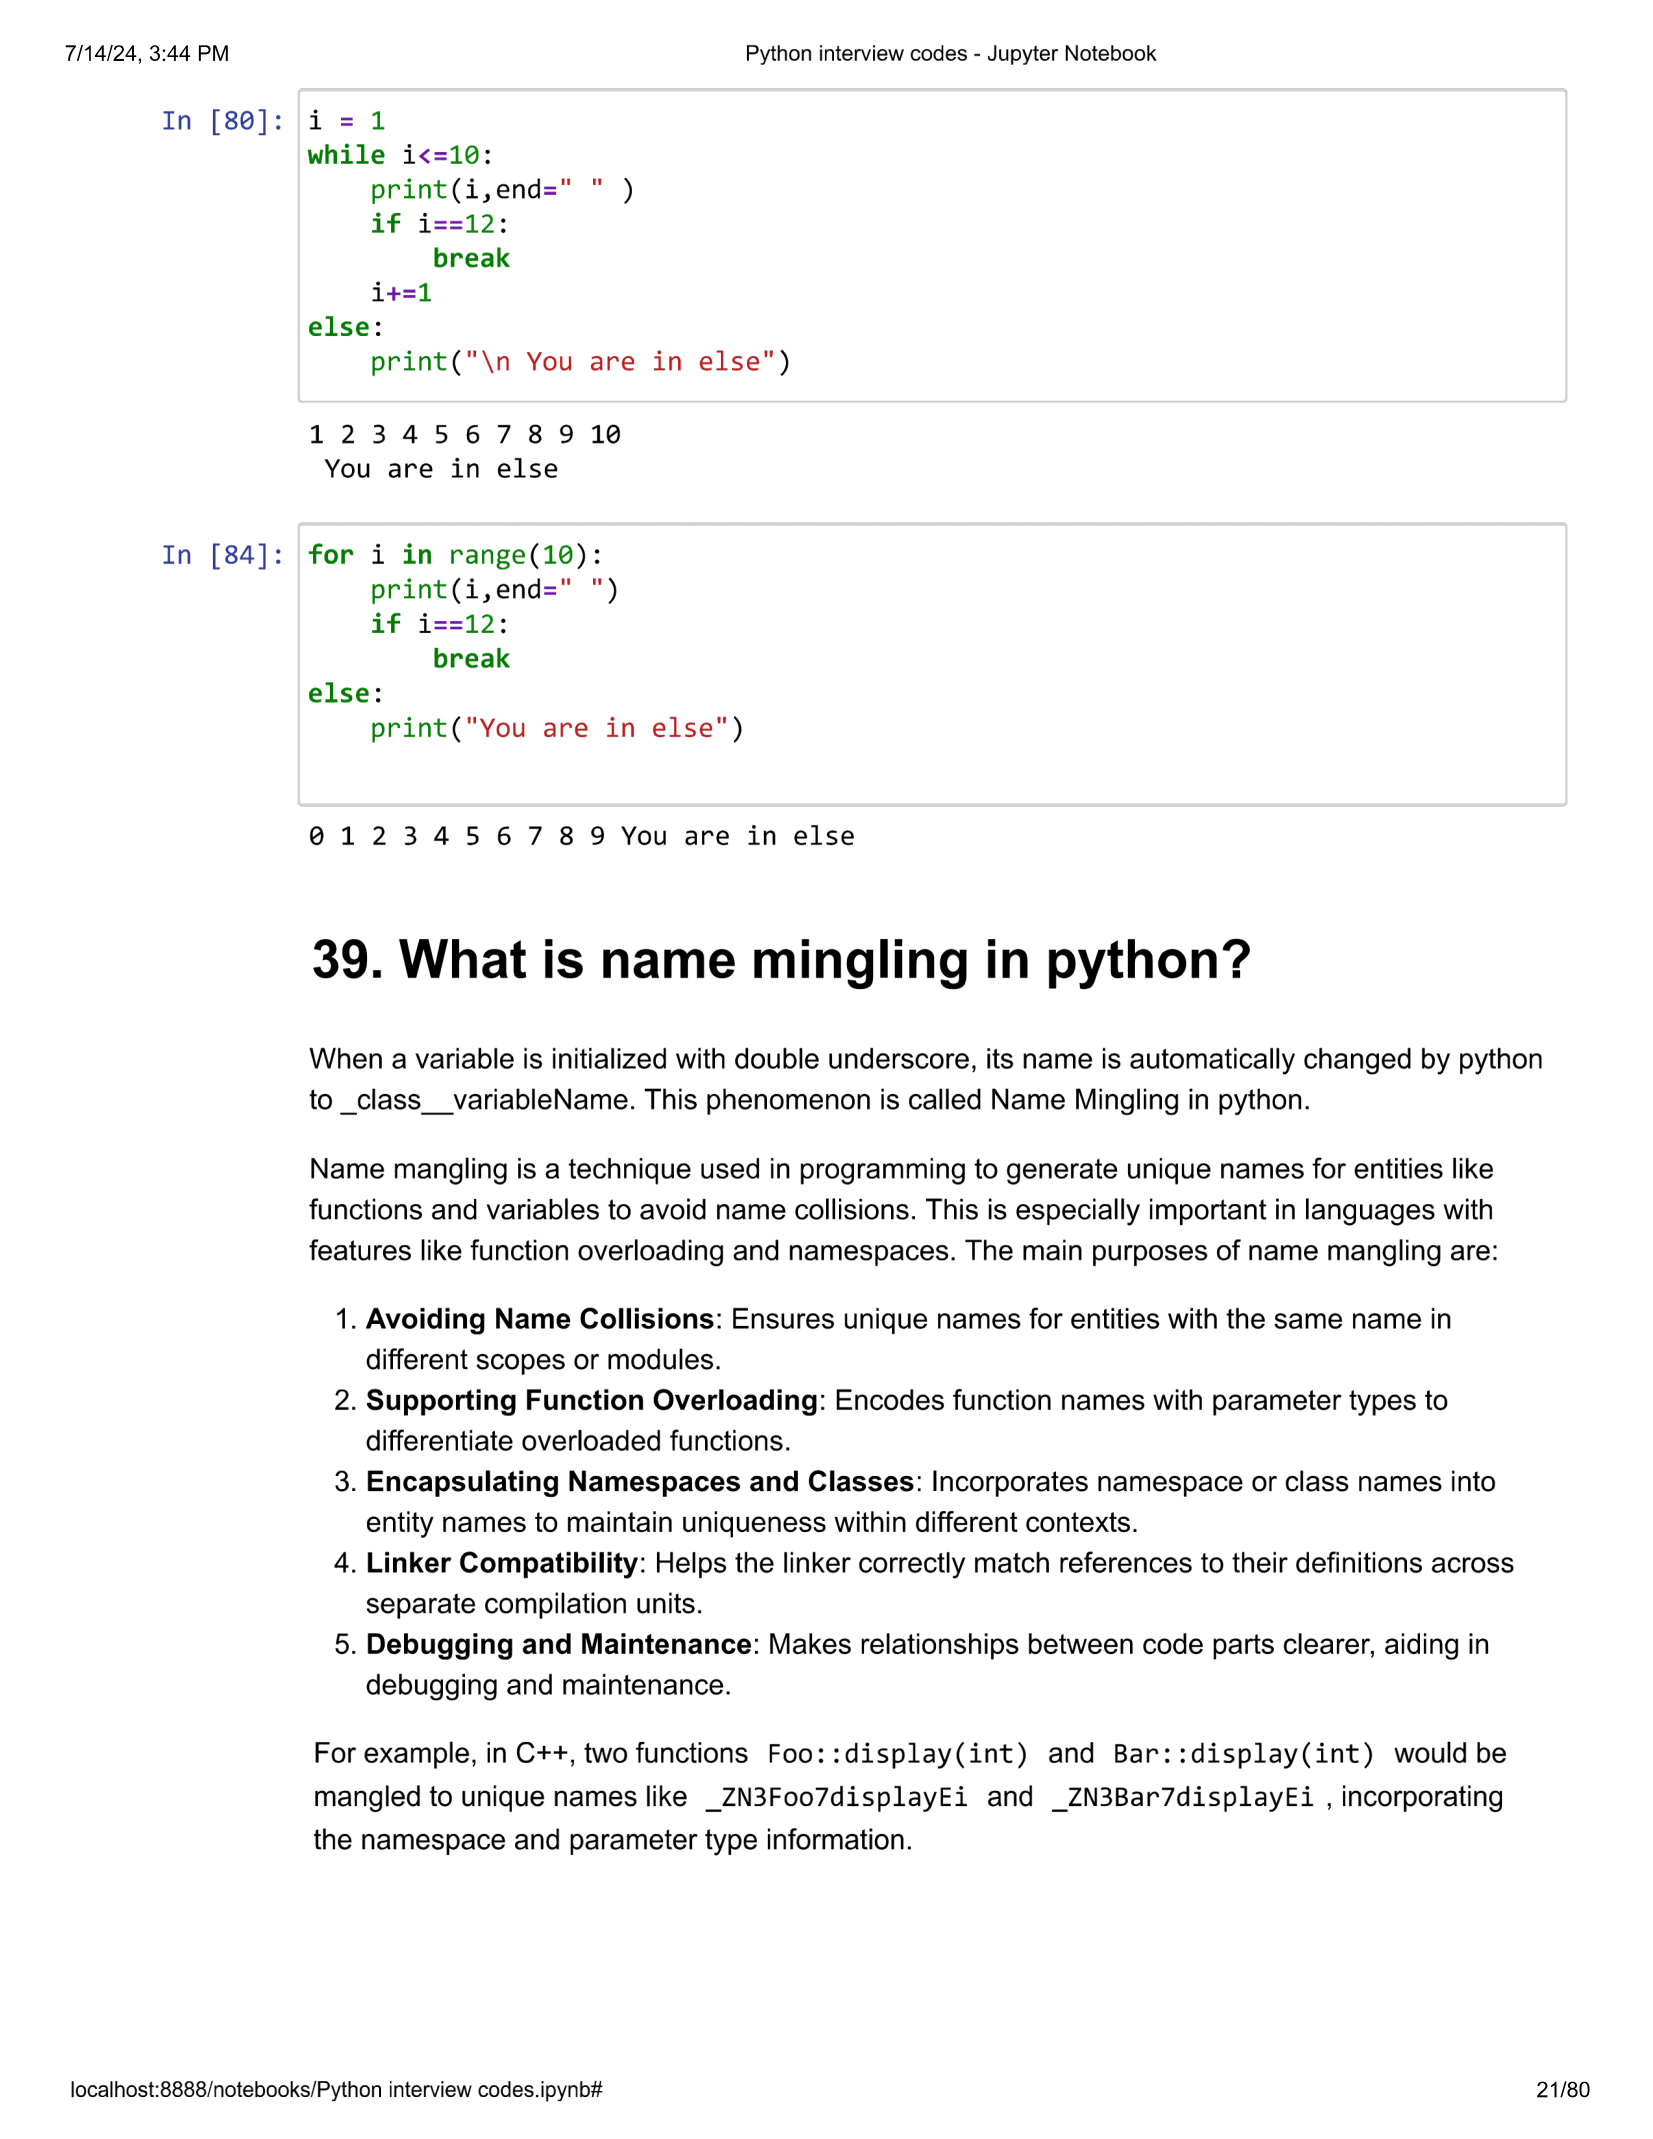 7/14/24, 3:44 PM
Python interview codes - Jupyter Notebook
In [80]: i = 1
while i<=10:
    print(i,end=" " )
    if i==12:
        break
    i+=1
else:
    print("\n You are in else")
1 2 3 4 5 6 7 8 9 10
 You are in else
In [84]: for i in range(10):
    print(i,end=" ")
    if i==12:
        break
else:
    print("You are in else")
0 1 2 3 4 5 6 7 8 9 You are in else
39. What is name mingling in python?
When a variable is initialized with double underscore, its name is automatically changed by python
to _class__variableName. This phenomenon is called Name Mingling in python.
Name mangling is a technique used in programming to generate unique names for entities like
functions and variables to avoid name collisions. This is especially important in languages with
features like function overloading and namespaces. The main purposes of name mangling are:
1. Avoiding Name Collisions: Ensures unique names for entities with the same name in
different scopes or modules.
2. Supporting Function Overloading: Encodes function names with parameter types to
differentiate overloaded functions.
3. Encapsulating Namespaces and Classes: Incorporates namespace or class names into
entity names to maintain uniqueness within different contexts.
4. Linker Compatibility: Helps the linker correctly match references to their definitions across
separate compilation units.
5. Debugging and Maintenance: Makes relationships between code parts clearer, aiding in
debugging and maintenance.
For example, in C++, two functions Foo::display(int) and Bar::display(int) would be
mangled to unique names like _ZN3Foo7displayEi and _ZN3Bar7displayEi , incorporating
the namespace and parameter type information.
localhost:8888/notebooks/Python interview codes.ipynb#
21/80